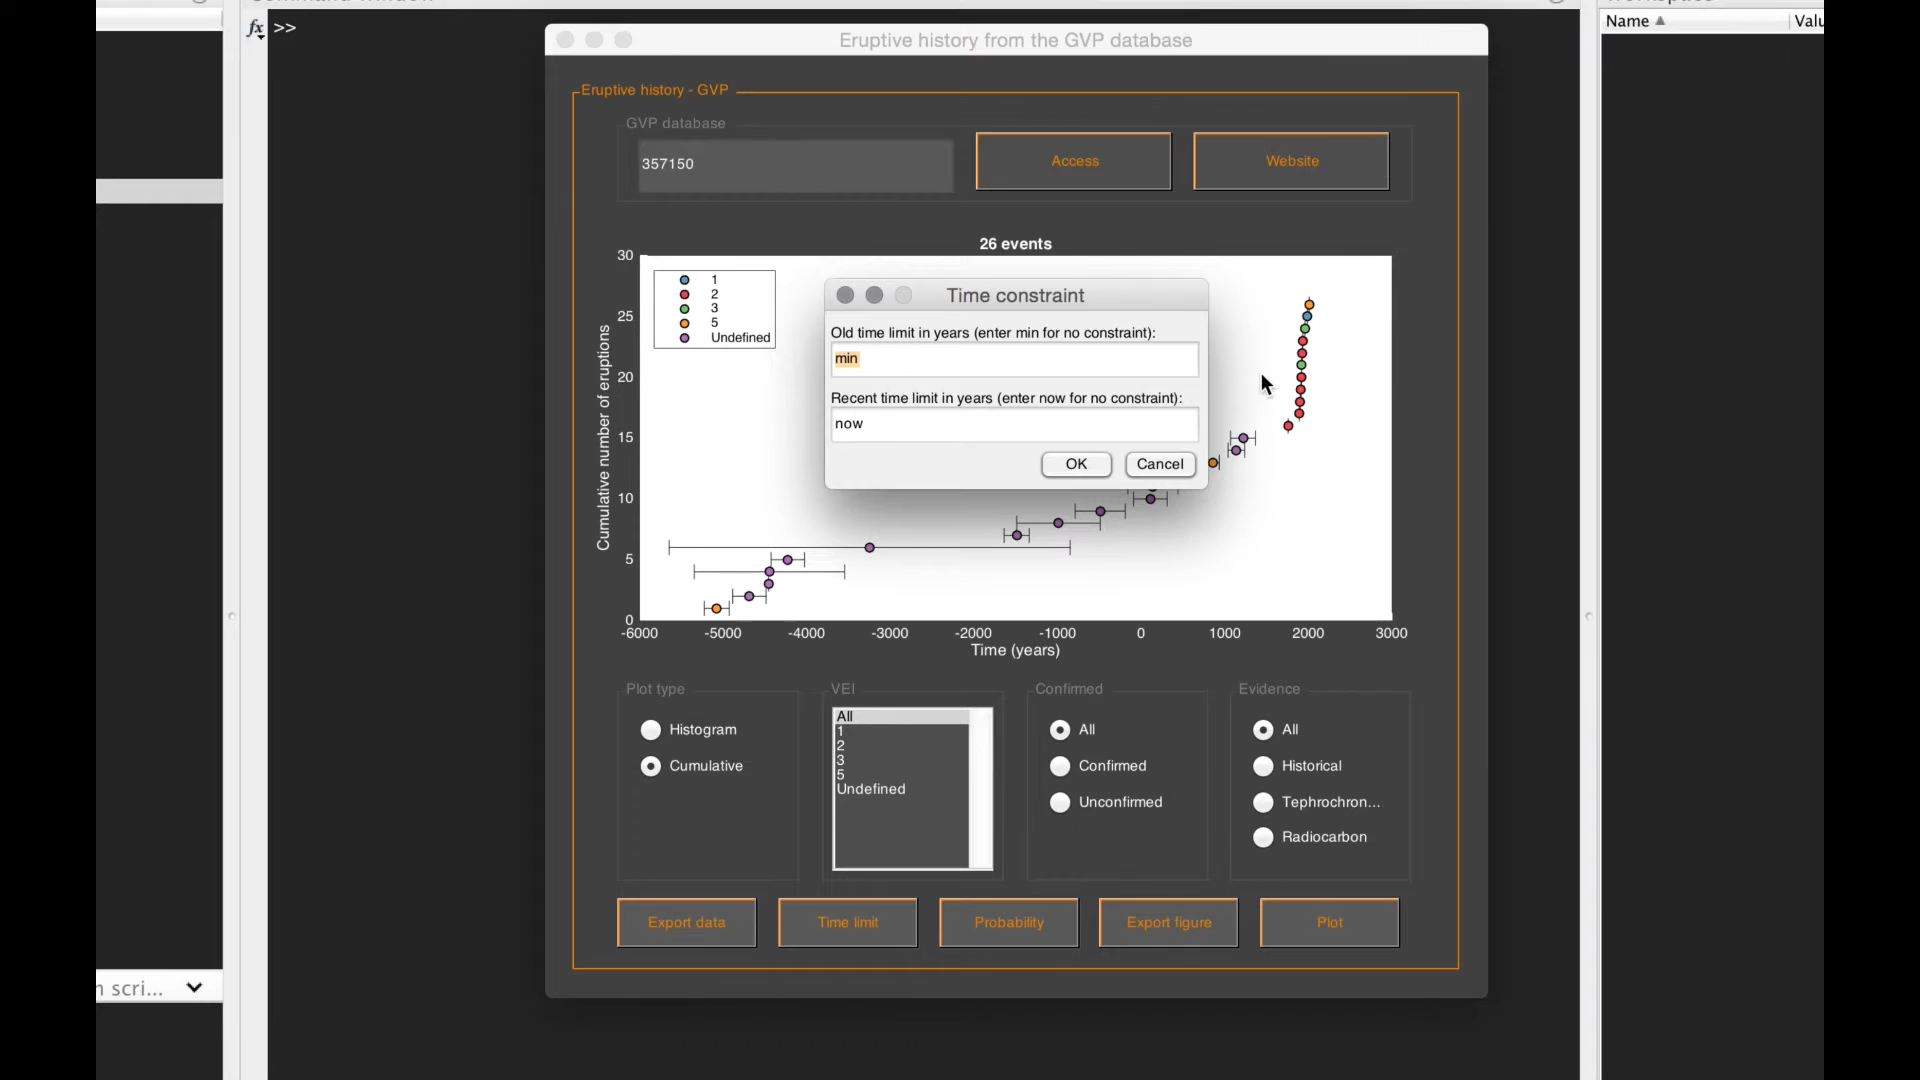 Name
Valu
fx >>
Eruptive history from the GVP database
Eruptive history - GVP
GVP database
357150
Access
Website
26 events
30
25
20
15
10
5
0
Cumulative number of eruptions
1
2
3
5
Undefined
Time constraint
Old time limit in years (enter min for no constraint):
min
Recent time limit in years (enter now for no constraint):
now
OK
Cancel
-6000
-5000
-4000
-3000
-2000
-1000
0
1000
2000
3000
Time (years)
Plot type
Histogram
Cumulative
VEI
All
1
2
3
5
Undefined
Confirmed
All
Confirmed
Unconfirmed
Evidence
All
Historical
Tephrochron...
Radiocarbon
Export data
Time limit
Probability
Export figure
Plot
scri...